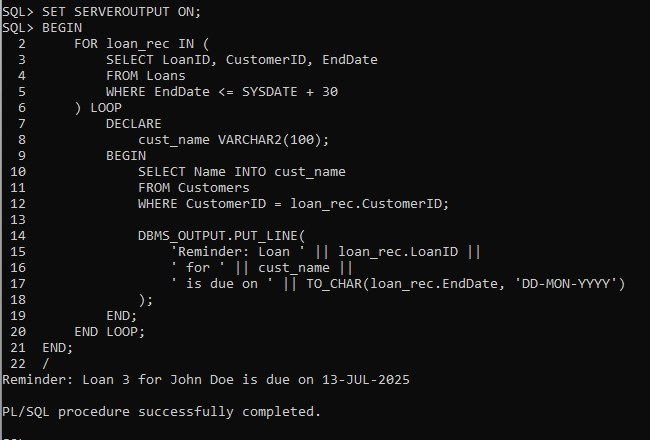 SQL> SET SERVEROUTPUT ON;
SQL> BEGIN
  2      FOR loan_rec IN (
  3          SELECT LoanID, CustomerID, EndDate
  4          FROM Loans
  5          WHERE EndDate <= SYSDATE + 30
  6      ) LOOP
  7          DECLARE
  8              cust_name VARCHAR2(100);
  9          BEGIN
 10              SELECT Name INTO cust_name
 11              FROM Customers
 12              WHERE CustomerID = loan_rec.CustomerID;
 13
 14              DBMS_OUTPUT.PUT_LINE(
 15                  'Reminder: Loan ' || loan_rec.LoanID ||
 16                  ' for ' || cust_name ||
 17                  ' is due on ' || TO_CHAR(loan_rec.EndDate, 'DD-MON-YYYY')
 18              );
 19          END;
 20      END LOOP;
 21  END;
 22  /
Reminder: Loan 3 for John Doe is due on 13-JUL-2025

PL/SQL procedure successfully completed.